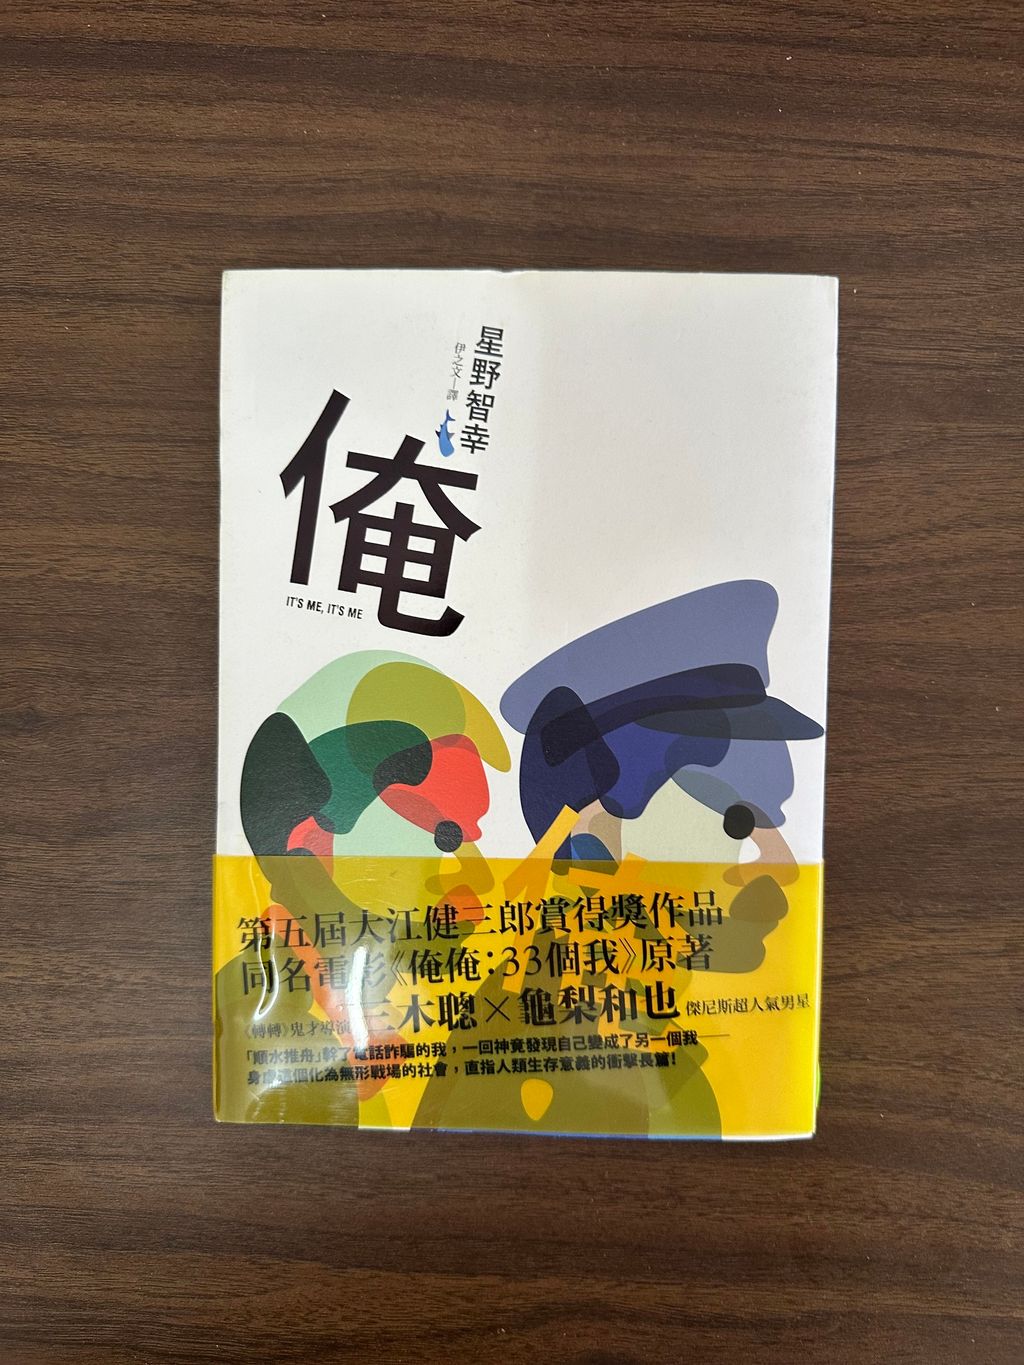 星野智幸
伊之文—譯
俺
IT'S ME, IT'S ME
第五屆大江健三郎賞得獎作品
同名電影《俺俺：33個我》原著
《轉轉》鬼才導演 三木聰×龜梨和也 傑尼斯超人氣男星
「順水推舟」幹了電話詐騙的我，一回神竟發現自己變成了另一個我——
身處這個化為無形戰場的社會，直指人類生存意義的衝擊長篇！